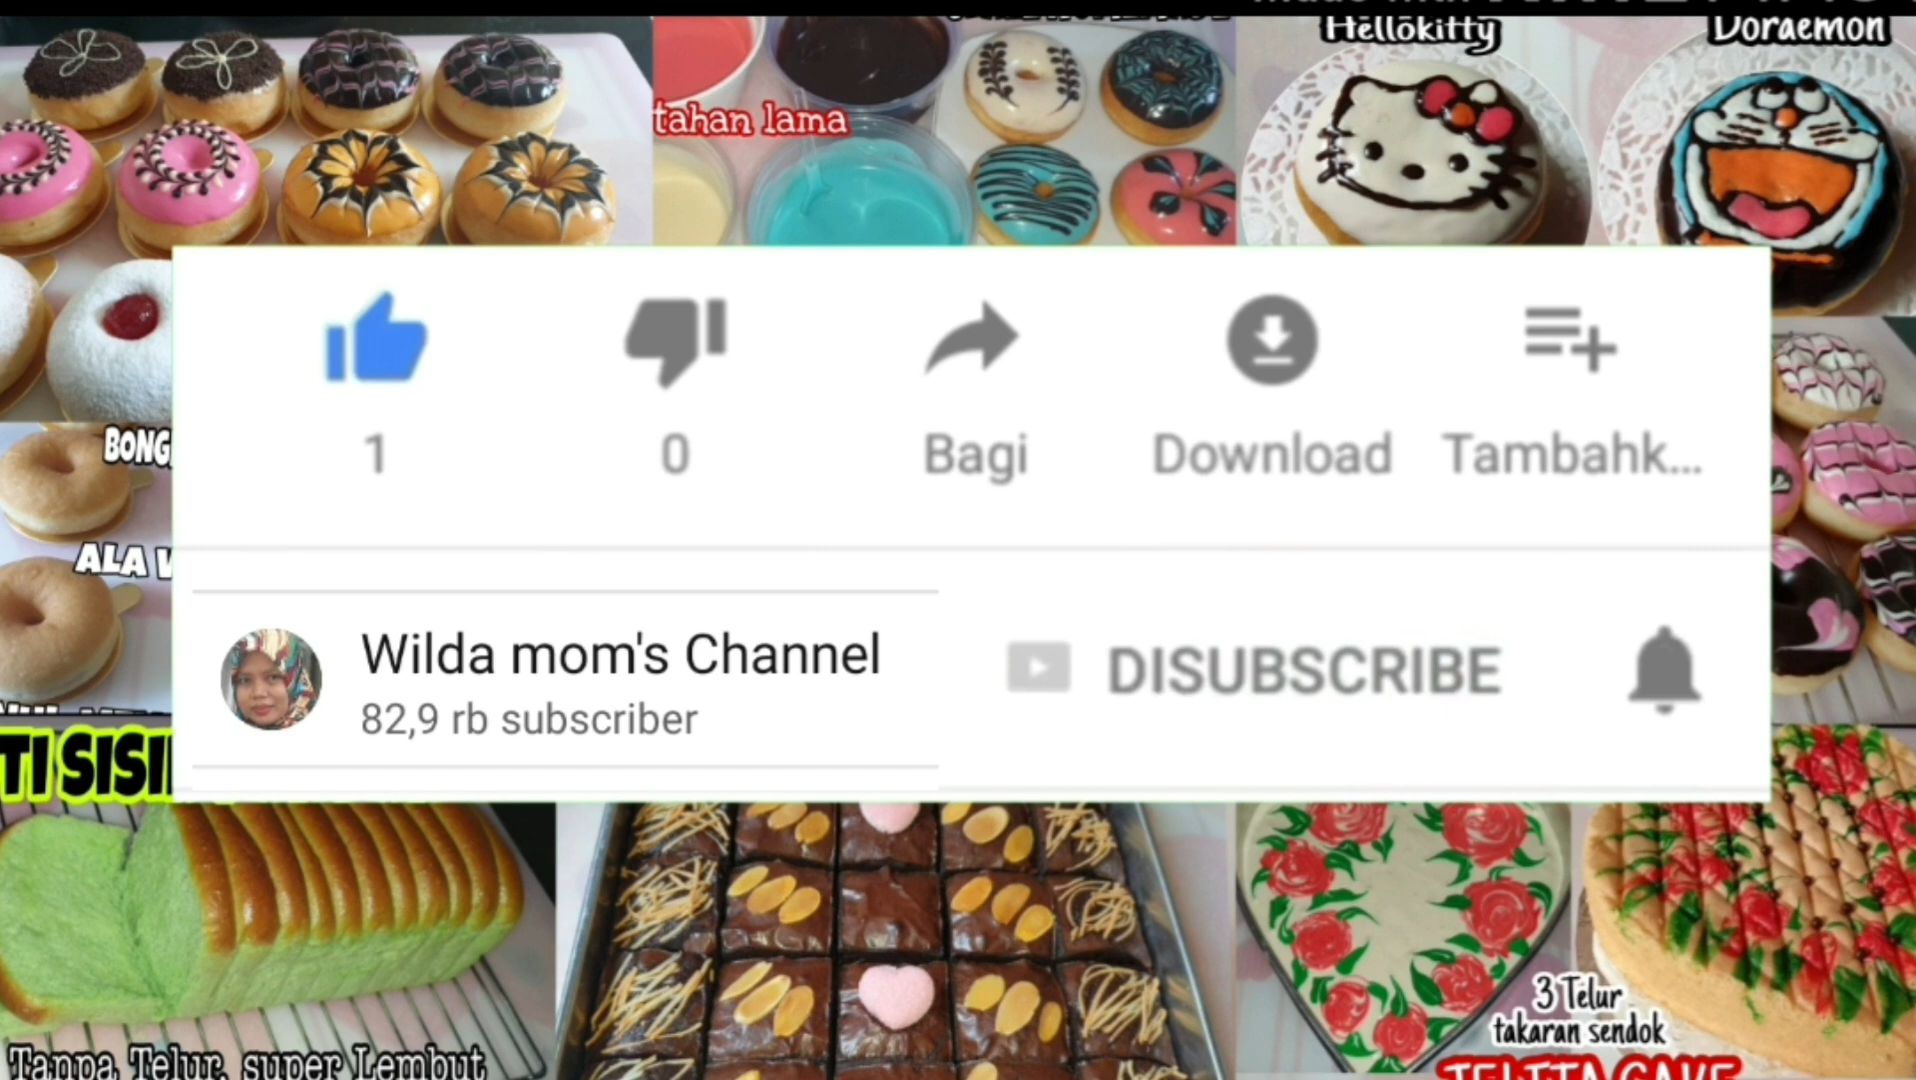 Hellokitty
Doraemon
tahan lama
1
0
Bagi
Download
Tambahk...
BONG
ALA
Wilda mom's Channel
82,9 rb subscriber
DISUBSCRIBE
TI SISI
Tanpa Telur, super Lembut
3 Telur
takaran sendok